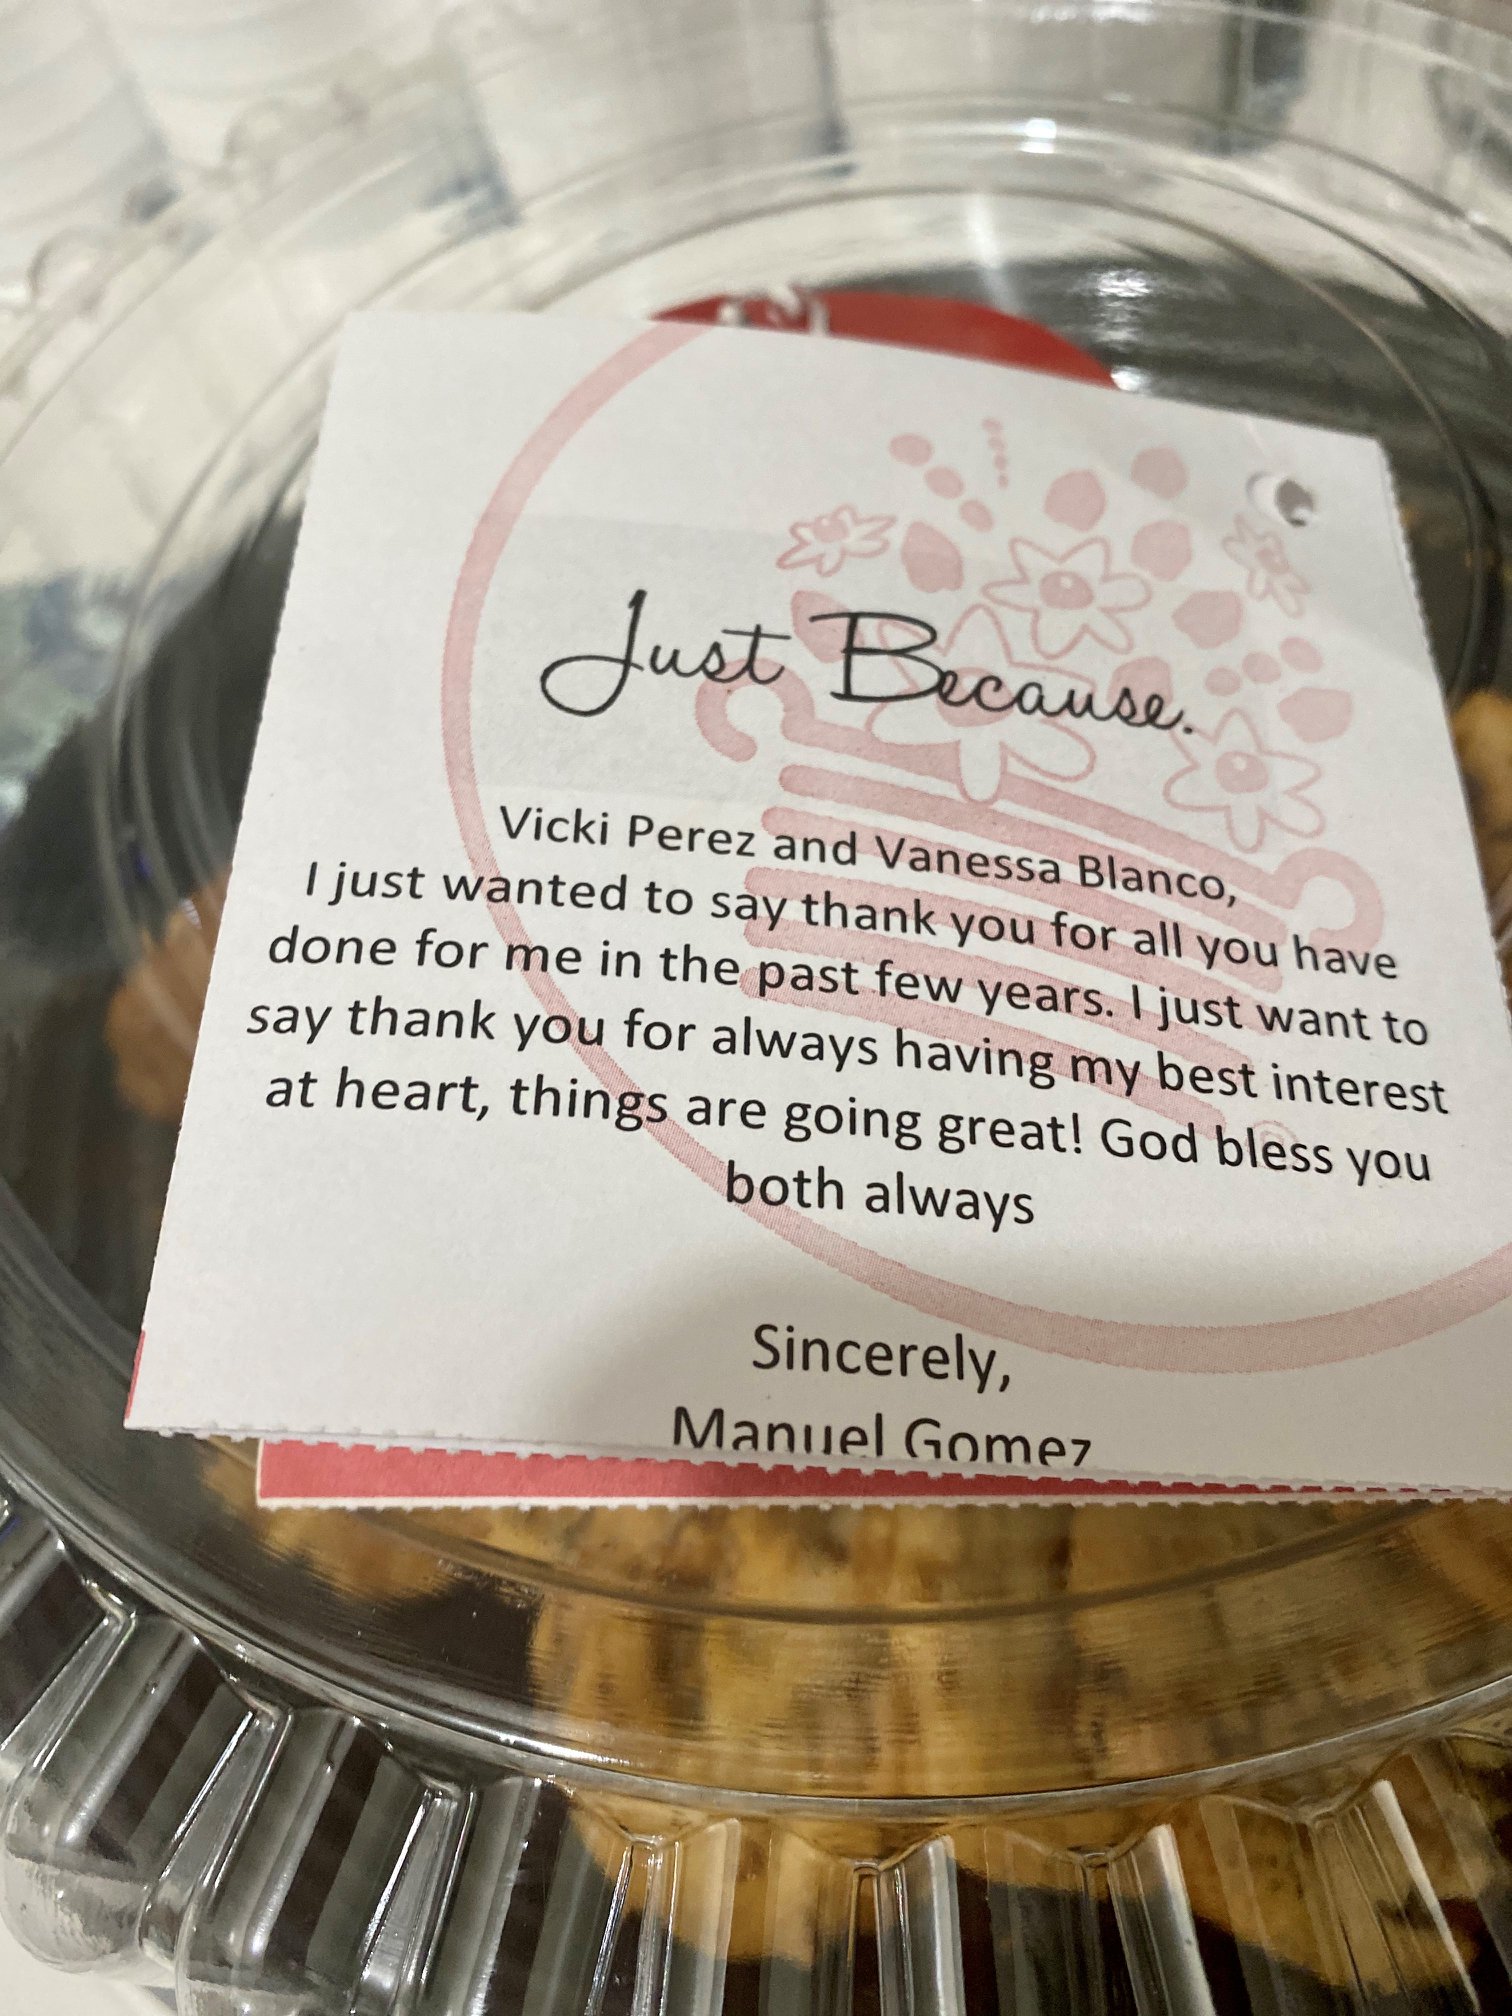 Just Because.
Vicki Perez and Vanessa Blanco,
I just wanted to say thank you for all you have
done for me in the past few years. I just want to
say thank you for always having my best interest
at heart, things are going great! God bless you
both always
Sincerely,
Manuel Gomez